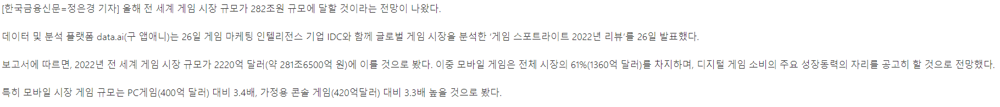 [한국금융신문=정은경 기자] 올해 전 세계 게임 시장 규모가 282조원 규모에 달할 것이라는 전망이 나왔다.
데이터 및 분석 플랫폼 data.ai(구 앱애니)는 26일 게임 마케팅 인텔리전스 기업 IDC와 함께 글로벌 게임 시장을 분석한 ‘게임 스포트라이트 2022년 리뷰’를 26일 발표했다.
보고서에 따르면, 2022년 전 세계 게임 시장 규모가 2220억 달러(약 281조6500억 원)에 이를 것으로 봤다. 이중 모바일 게임은 전체 시장의 61%(1360억 달러)를 차지하며, 디지털 게임 소비의 주요 성장동력의 자리를 공고히 할 것으로 전망했다.
특히 모바일 시장 게임 규모는 PC게임(400억 달러) 대비 3.4배, 가정용 콘솔 게임(420억달러) 대비 3.3배 높을 것으로 봤다.